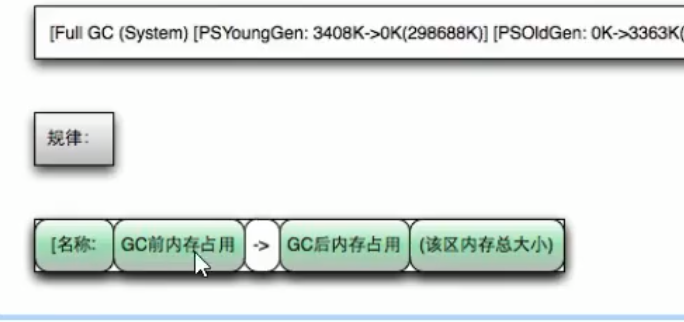 [Full GC (System) [PSYoungGen: 3408K->0K(298688K)] [PSOldGen: 0K->3363K(
规律:
[名称: GC前内存占用 -> GC后内存占用 (该区内存总大小)